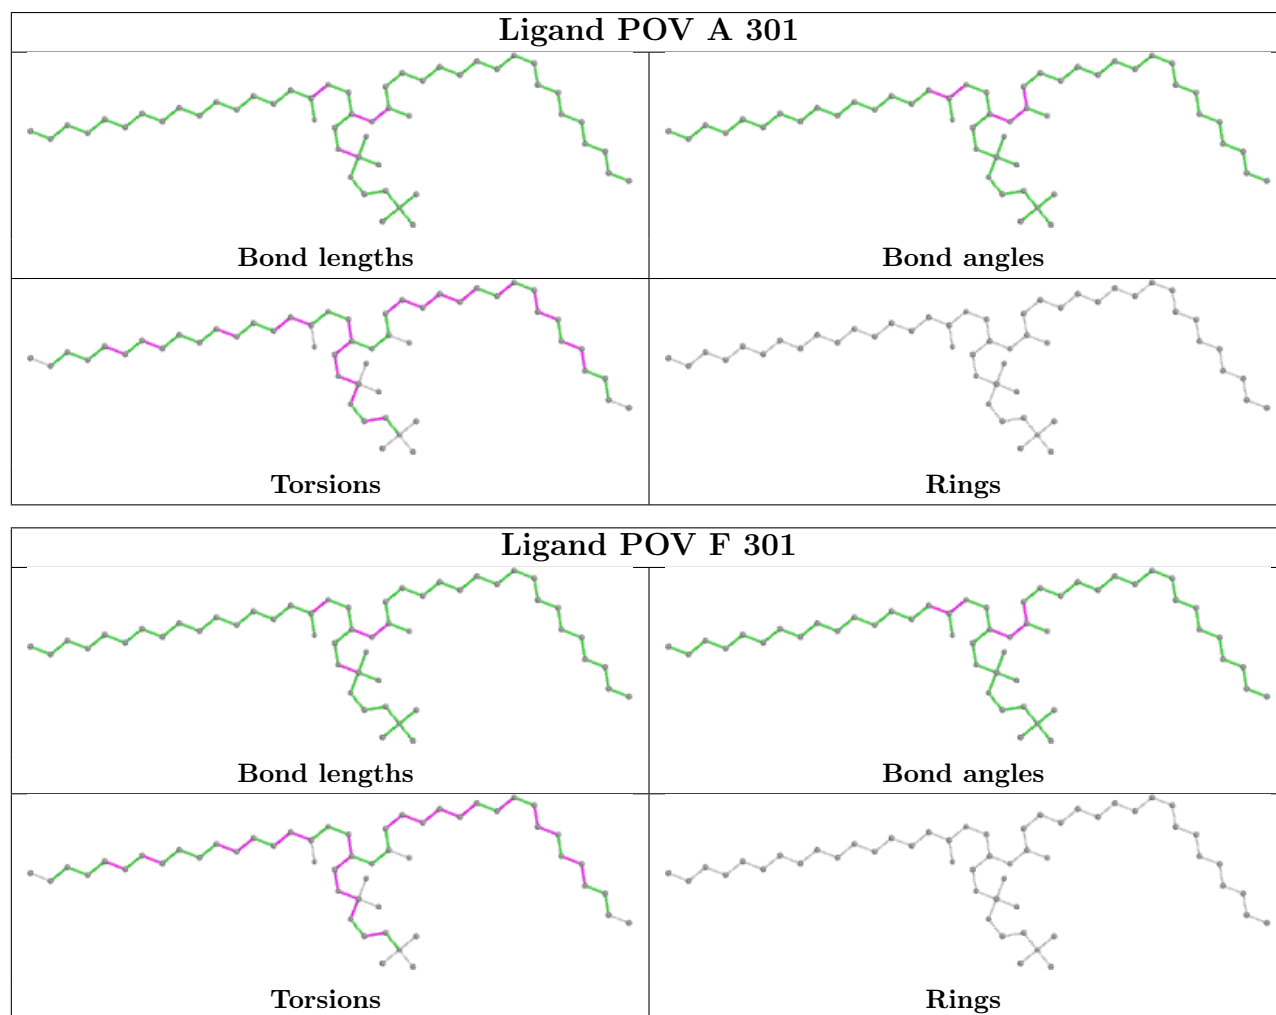 Ligand POV A 301
Bond lengths
Bond angles
Torsions
Rings
Ligand POV F 301
Bond lengths
Bond angles
Torsions
Rings